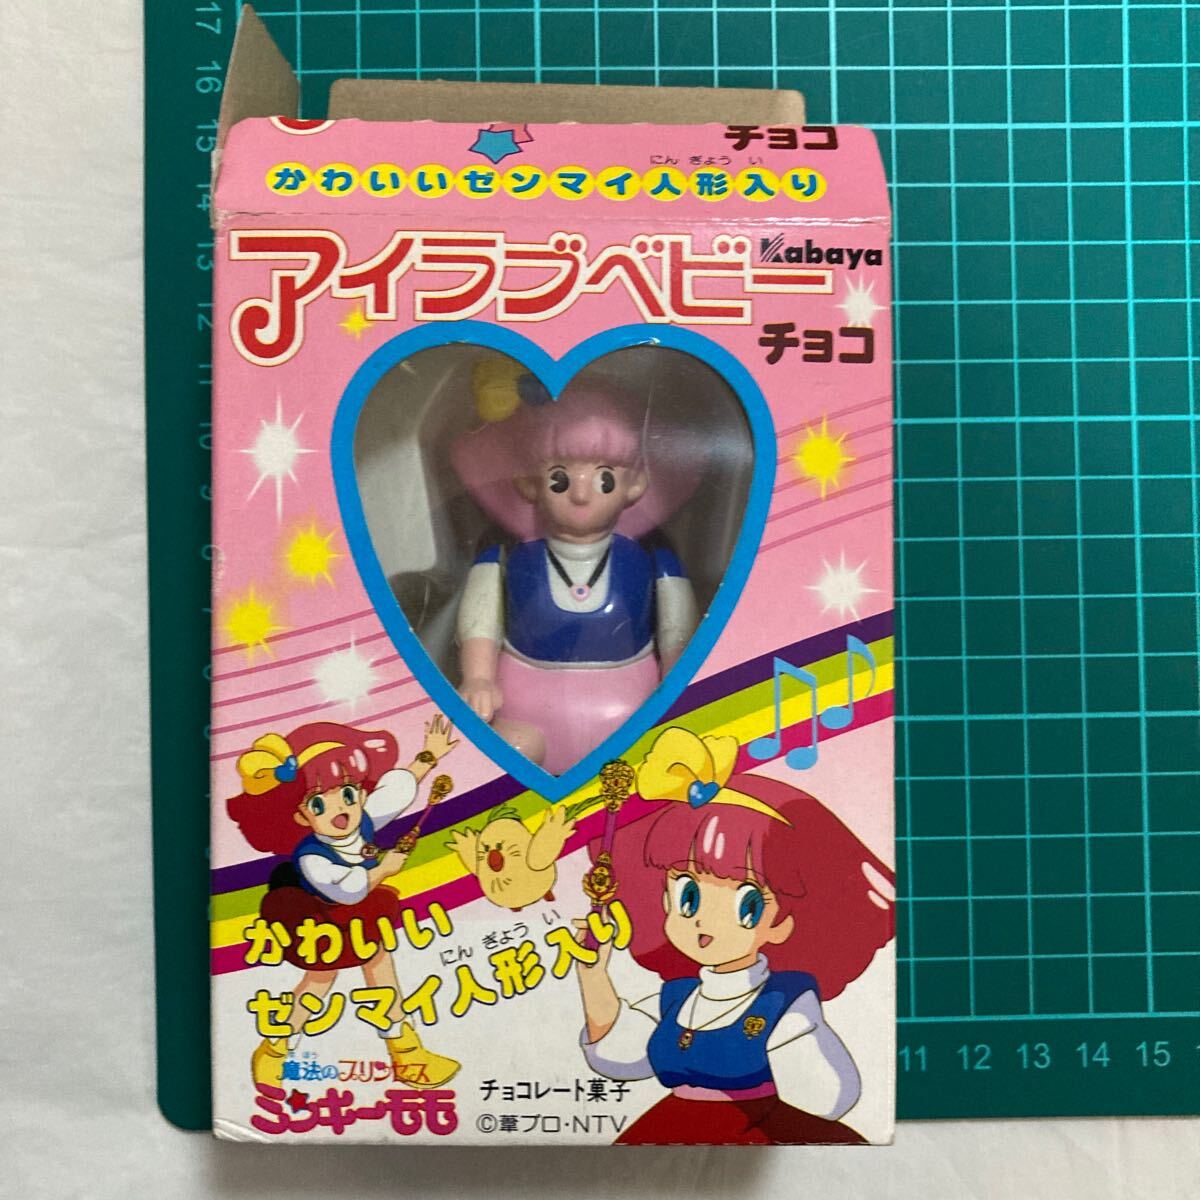 チョコ
にんぎょうい
かわいいゼンマイ人形入り
アイラブベビー
Kabaya
チョコ
かわいい
にんぎょうい
ゼンマイ人形入り
まほう
魔法のプリンセス
ミンキーモモ
チョコレート菓子
©葦プロ・NTV
17
16
15
14
13
12
11
10
9
11 12 13 14 15